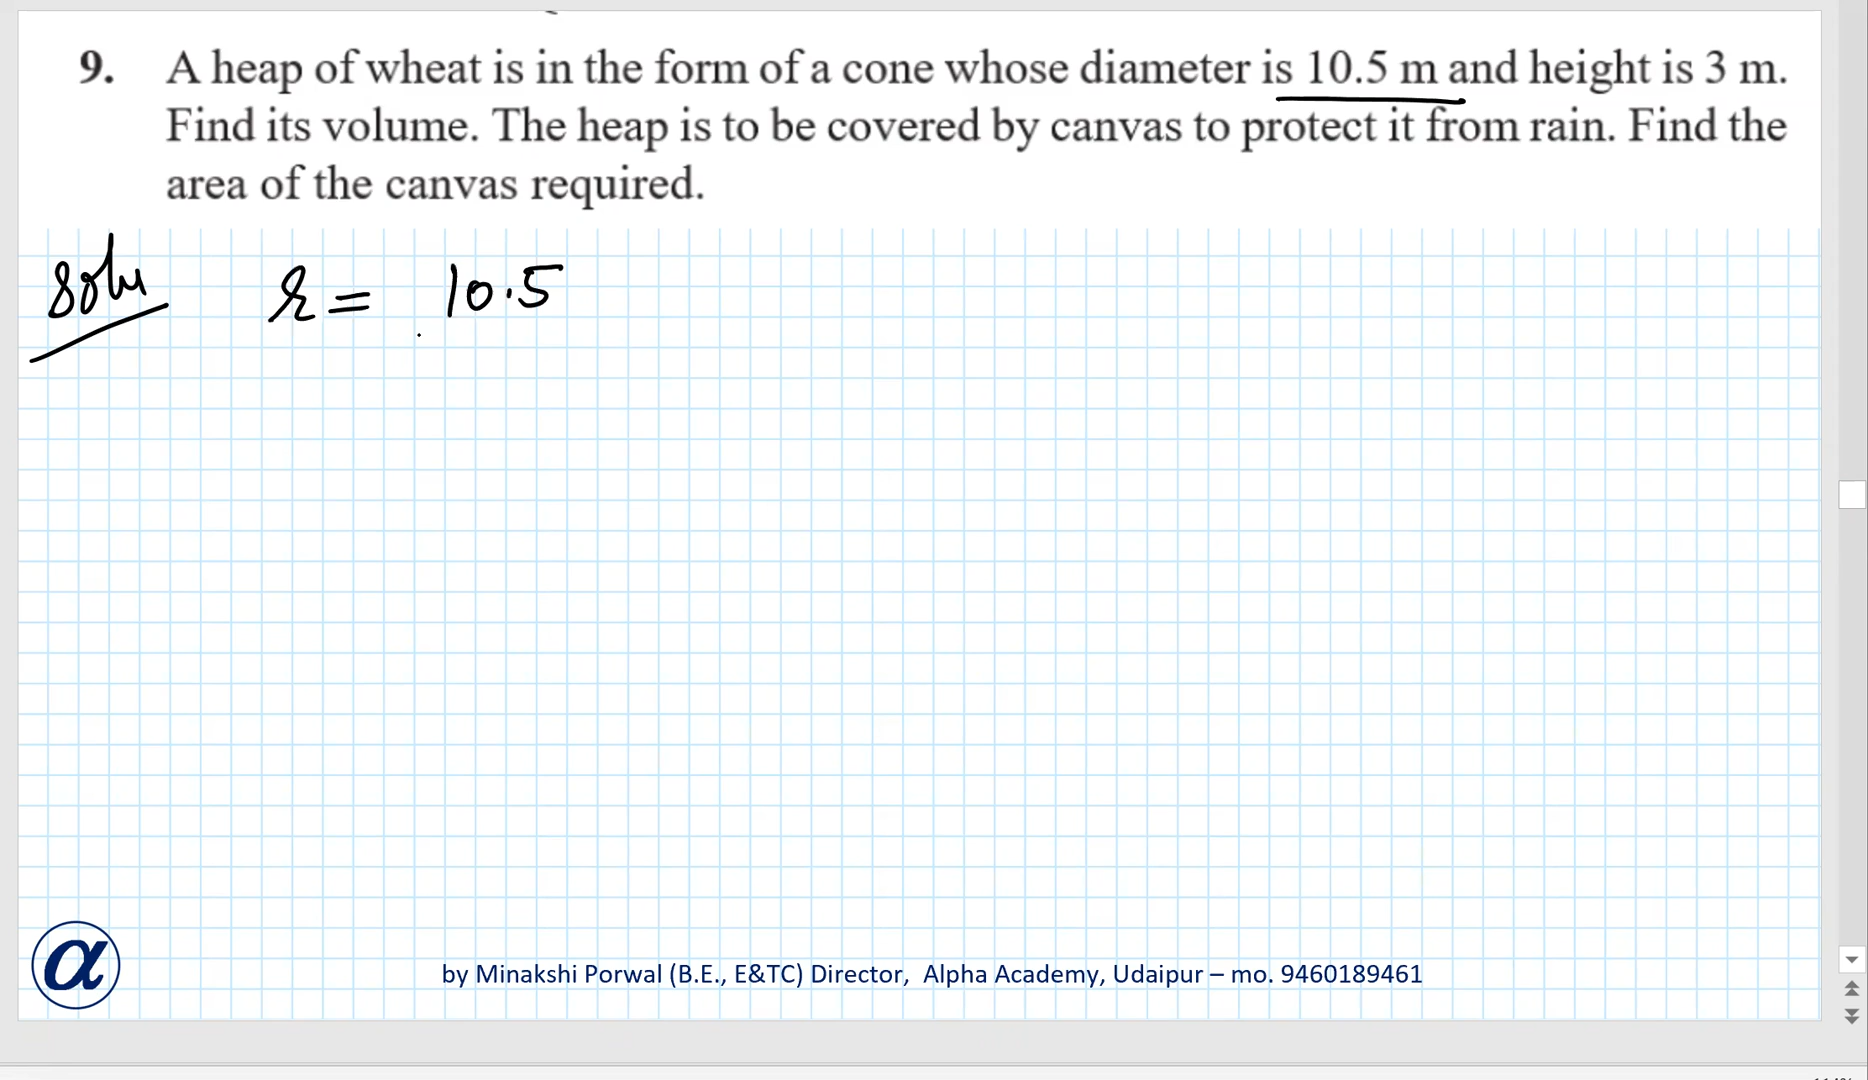 9. A heap of wheat is in the form of a cone whose diameter is 10.5 m and height is 3 m.
Find its volume. The heap is to be covered by canvas to protect it from rain. Find the
area of the canvas required.
Soln r = 10.5
α
by Minakshi Porwal (B.E., E&TC) Director, Alpha Academy, Udaipur – mo. 9460189461